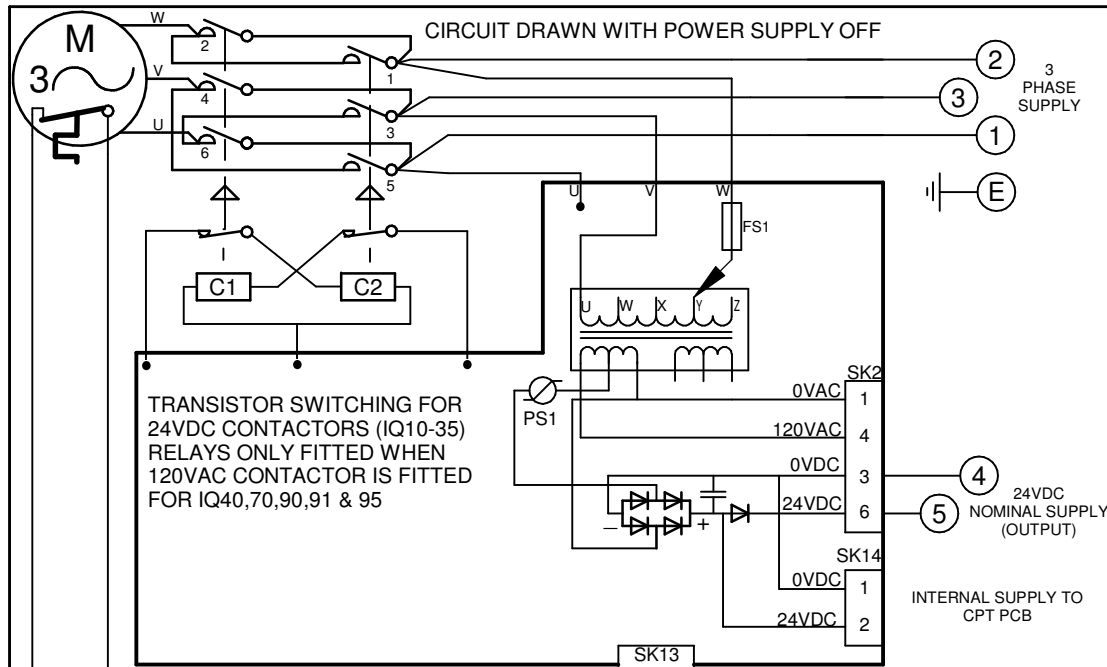 CIRCUIT DRAWN WITH POWER SUPPLY OFF
W
M
3
V
U
2
1
4
3
6
5
2
3
PHASE
SUPPLY
3
1
E
U
V
W
FS1
C1
C2
U W X Y Z
PS1
TRANSISTOR SWITCHING FOR
24VDC CONTACTORS (IQ10-35)
RELAYS ONLY FITTED WHEN
120VAC CONTACTOR IS FITTED
FOR IQ40,70,90,91 & 95
SK2
0VAC 1
120VAC 4
0VDC 3
24VDC 6
4
5
24VDC
NOMINAL SUPPLY
(OUTPUT)
– +
SK14
0VDC 1
24VDC 2
INTERNAL SUPPLY TO
CPT PCB
SK13